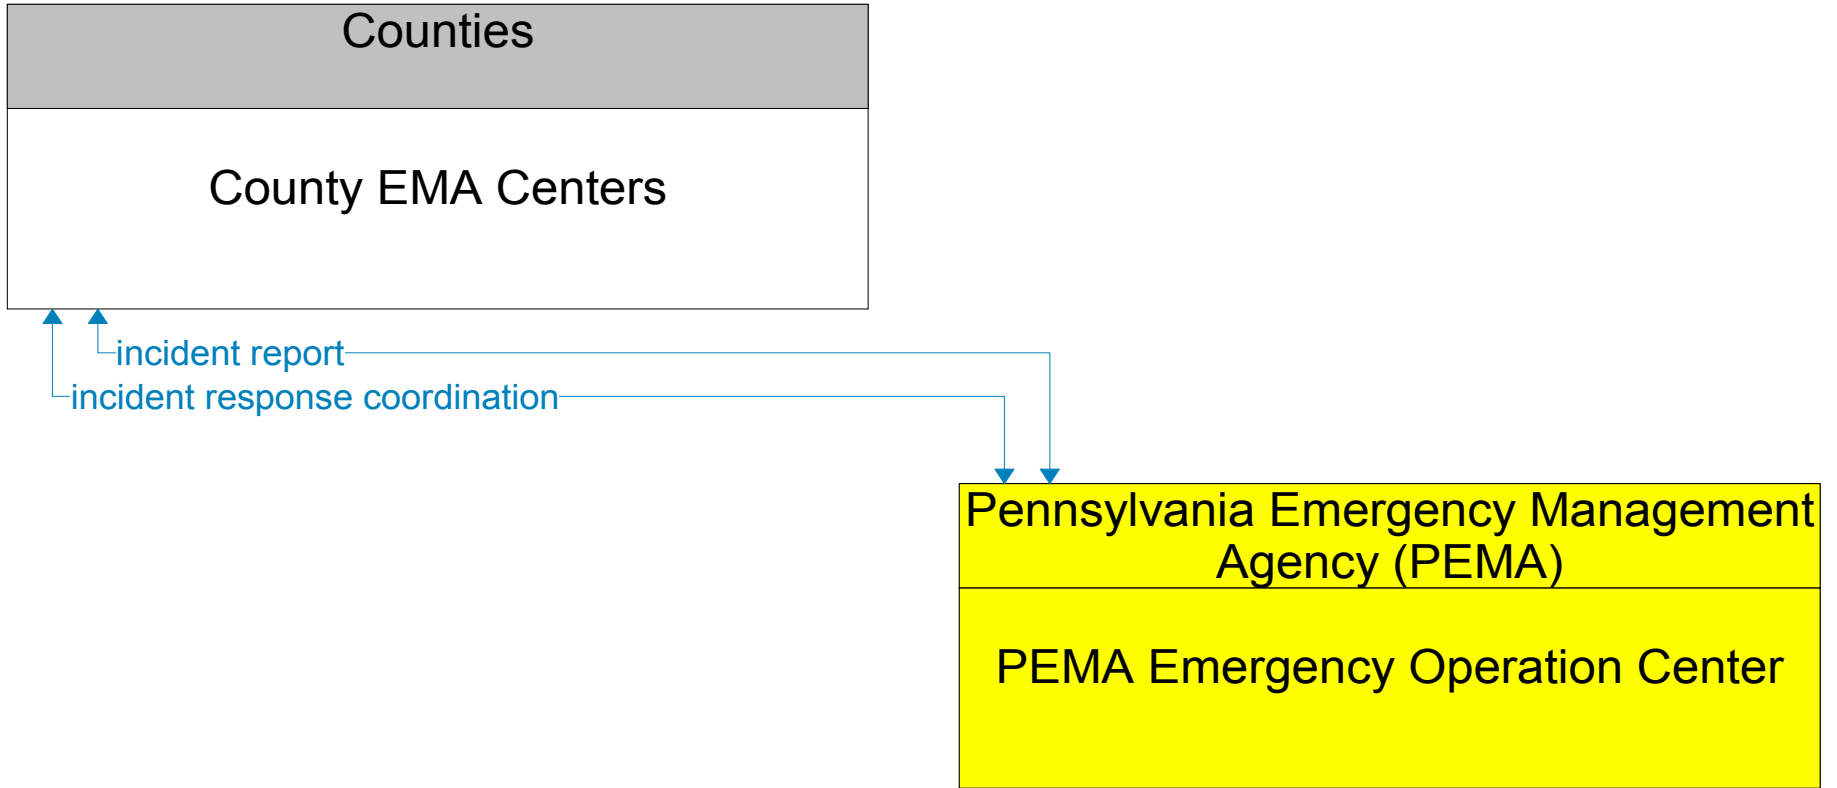 Counties
County EMA Centers
incident report
incident response coordination
Pennsylvania Emergency Management
Agency (PEMA)
PEMA Emergency Operation Center